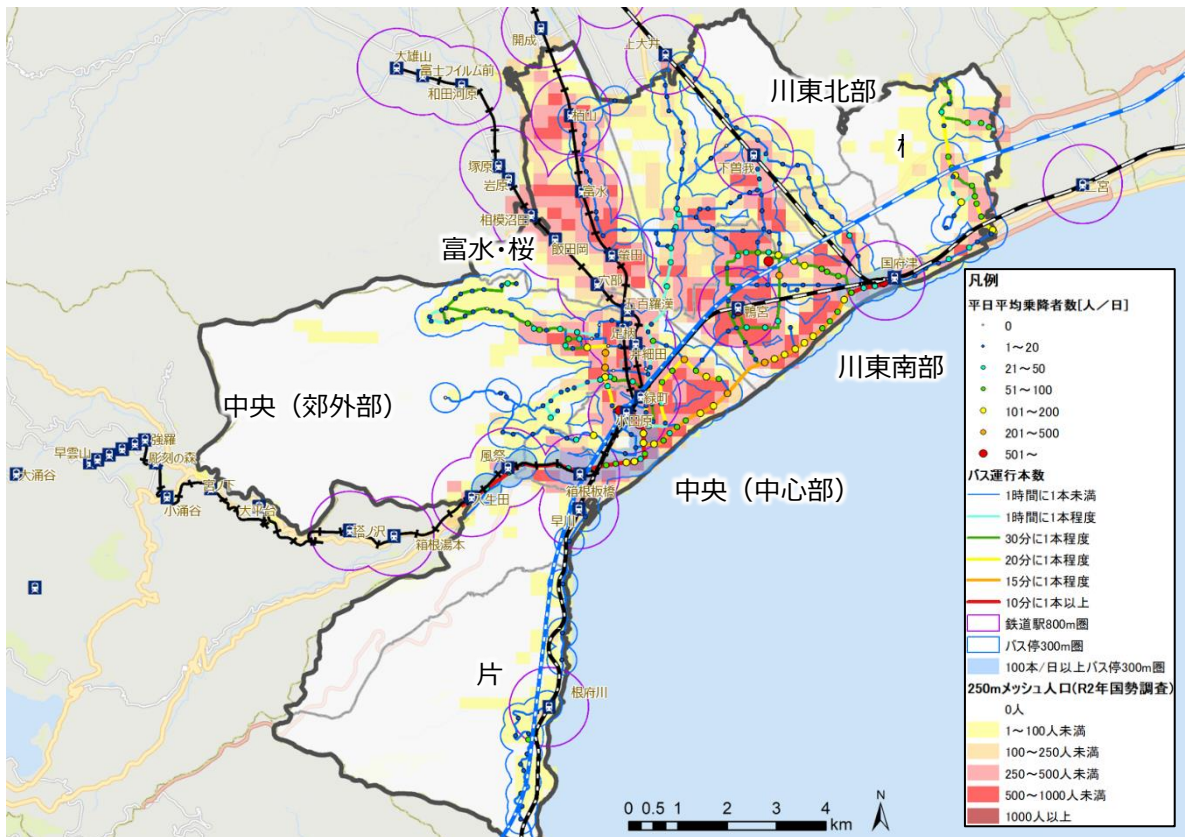 開成
上大井
大雄山
富士フイルム前
和田河原
川東北部
栢山
塚原
下曽我
岩原
富水
二宮
相模沼田
富水・桜
飯田岡
螢田
国府津
穴部
五百羅漢
鴨宮
足柄
井細田
川東南部
緑町
小田原
中央（郊外部）
強羅
早雲山
彫刻の森
大涌谷
風祭
宮ノ下
小涌谷
入生田
箱根板橋
中央（中心部）
大平台
塔ノ沢
早川
箱根湯本
片
根府川
凡例
平日平均乗降者数[人／日]
0
1～20
21～50
51～100
101～200
201～500
501～
バス運行本数
1時間に1本未満
1時間に1本程度
30分に1本程度
20分に1本程度
15分に1本程度
10分に1本以上
鉄道駅800m圏
バス停300m圏
100本/日以上バス停300m圏
250mメッシュ人口(R2年国勢調査)
0人
1～100人未満
100～250人未満
250～500人未満
500～1000人未満
1000人以上
0 0.5 1 2 3 4
km
N